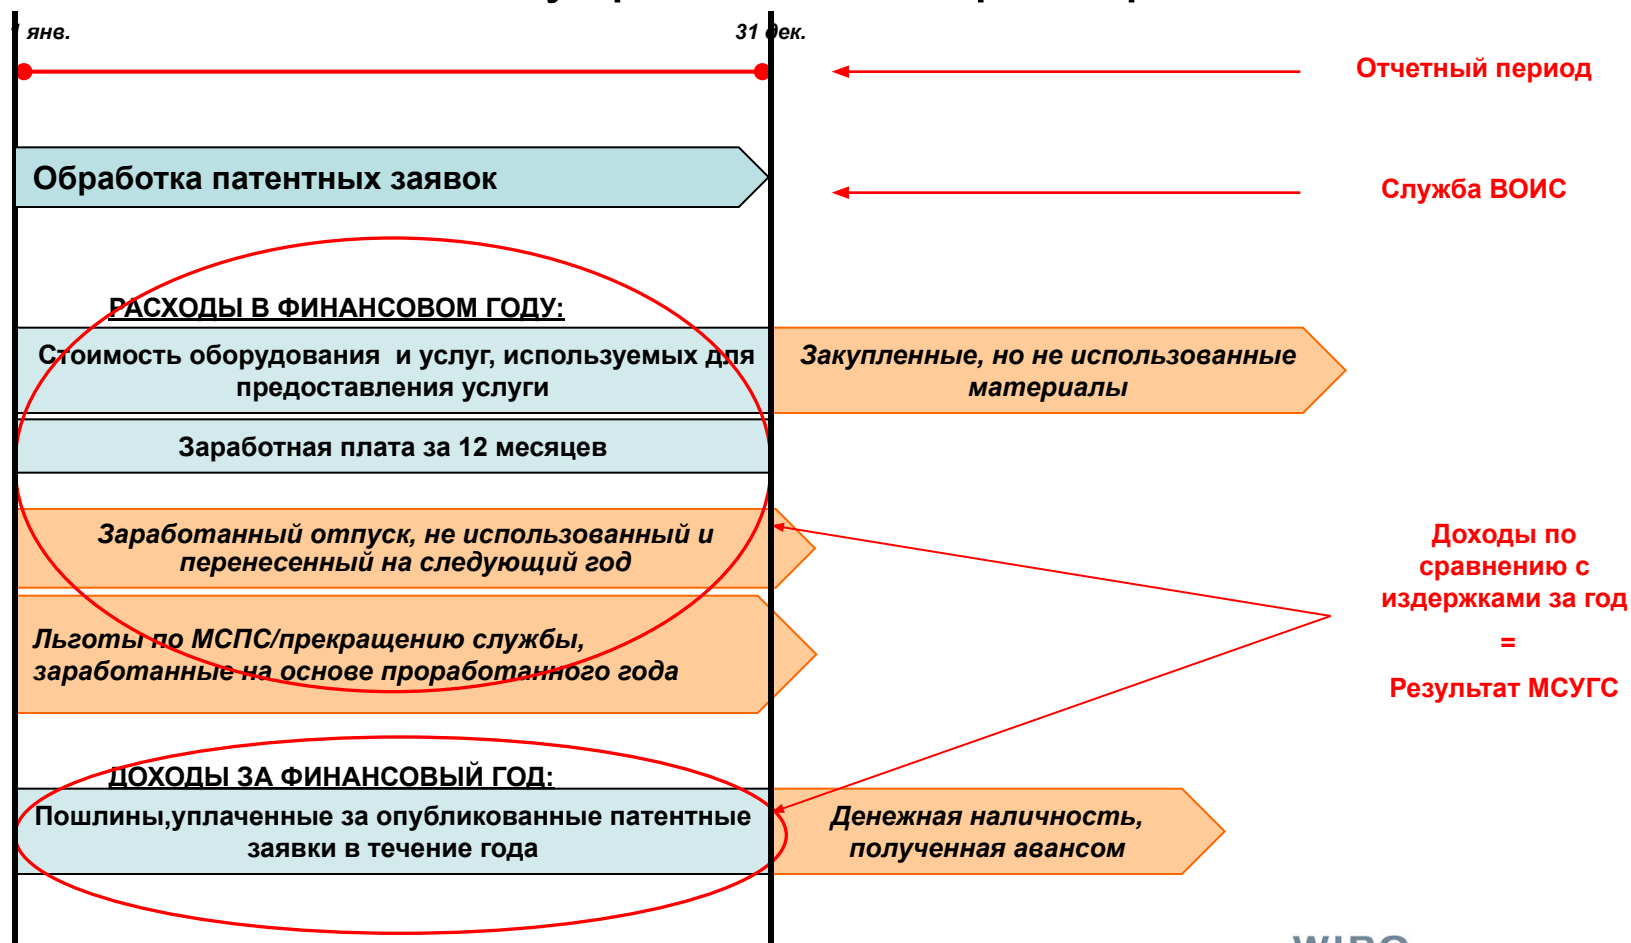 1 янв.
31 дек.
Отчетный период
Обработка патентных заявок
Служба ВОИС
РАСХОДЫ В ФИНАНСОВОМ ГОДУ:
Стоимость оборудования и услуг, используемых для
предоставления услуги
Закупленные, но не использованные
материалы
Заработная плата за 12 месяцев
Заработанный отпуск, не использованный и
перенесенный на следующий год
Доходы по
сравнению с
издержками за год
=
Результат МСУГС
Льготы по МСПС/прекращению службы,
заработанные на основе проработанного года
ДОХОДЫ ЗА ФИНАНСОВЫЙ ГОД:
Пошлины,уплаченные за опубликованные патентные
заявки в течение года
Денежная наличность,
полученная авансом